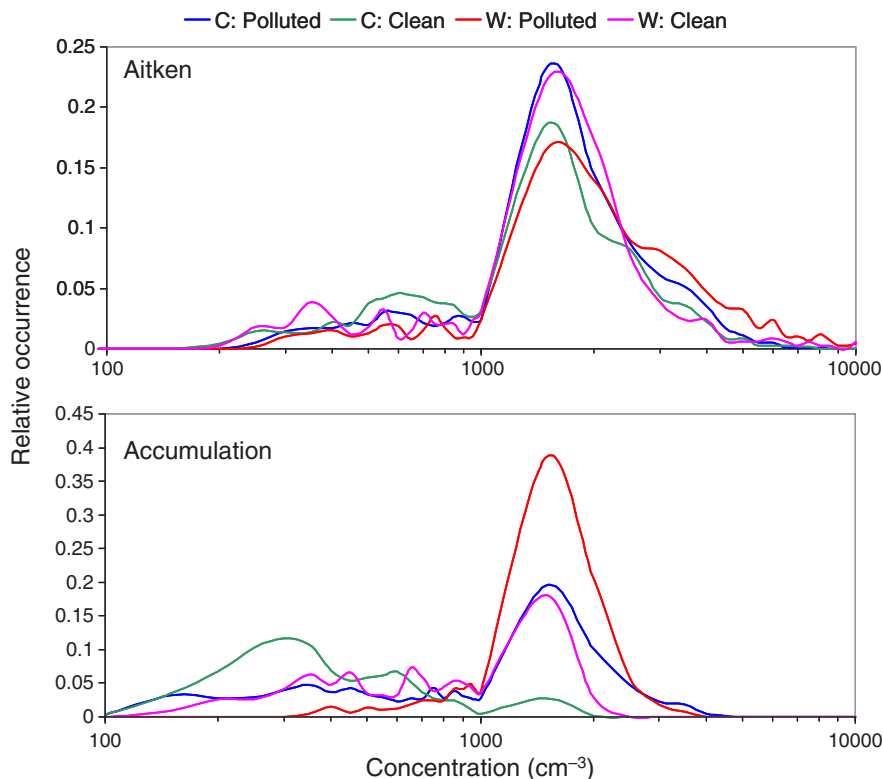 C: Polluted C: Clean W: Polluted W: Clean
0.25
Aitken
0.2
0.15
0.1
0.05
0
100 1000 10000
Relative occurrence
0.45
Accumulation
0.4
0.35
0.3
0.25
0.2
0.15
0.1
0.05
0
100 1000 10000
Concentration (cm⁻³)